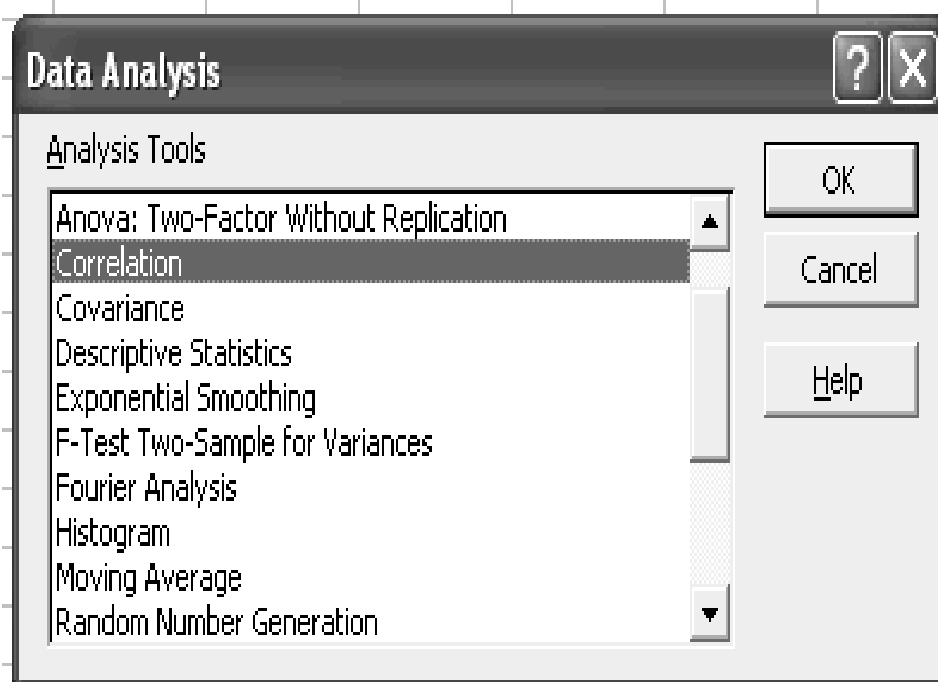 Data Analysis
?
X
Analysis Tools
Anova: Two-Factor Without Replication
Correlation
Covariance
Descriptive Statistics
Exponential Smoothing
F-Test Two-Sample for Variances
Fourier Analysis
Histogram
Moving Average
Random Number Generation
OK
Cancel
Help